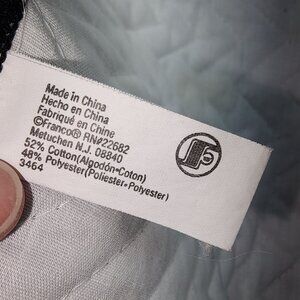 Made in China
Hecho en China
Fabriqué en Chine
©Franco® RN#22682
Metuchen N.J. 08840
52% Cotton(Algodón-Coton)
48% Polyester(Poliester-Polyester)
3464